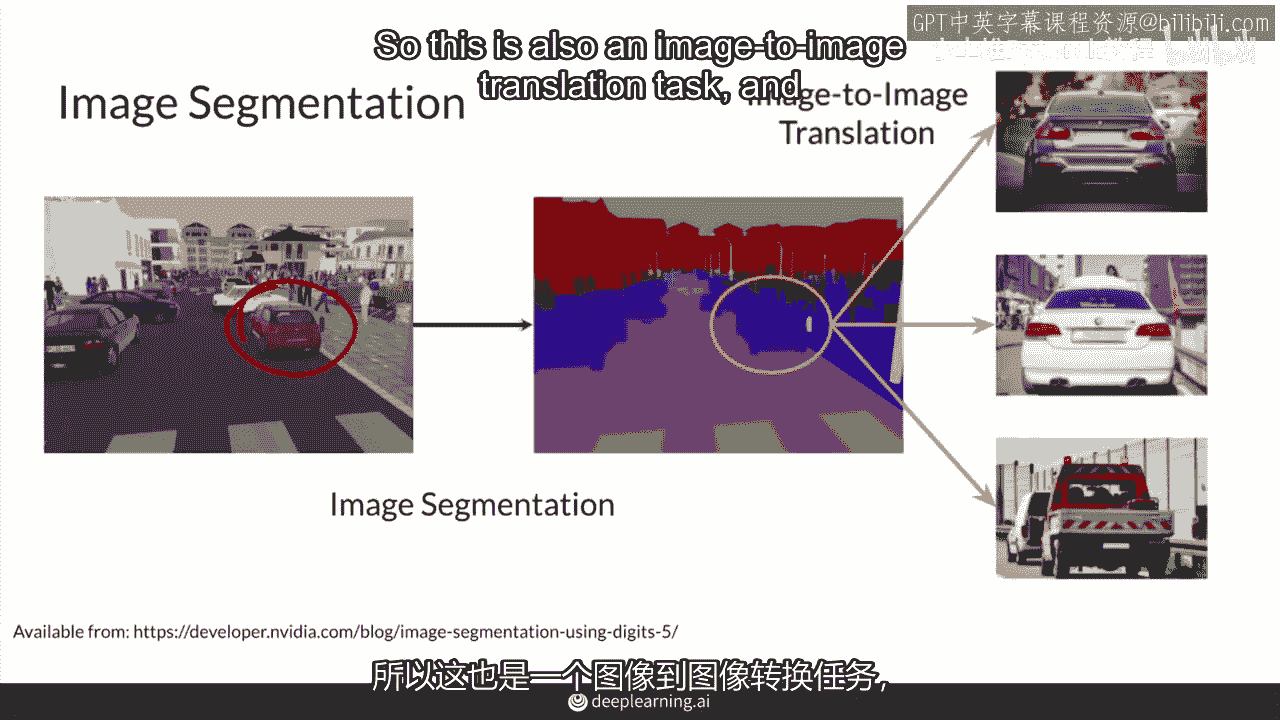 GPT中英字幕课程资源@bilibili.com
So this is also an image-to-image
translation task, and
Image Segmentation
Image-to-Image
Translation
Image Segmentation
Available from: https://developer.nvidia.com/blog/image-segmentation-using-digits-5/
所以这也是一个图像到图像转换任务，
deeplearning.ai